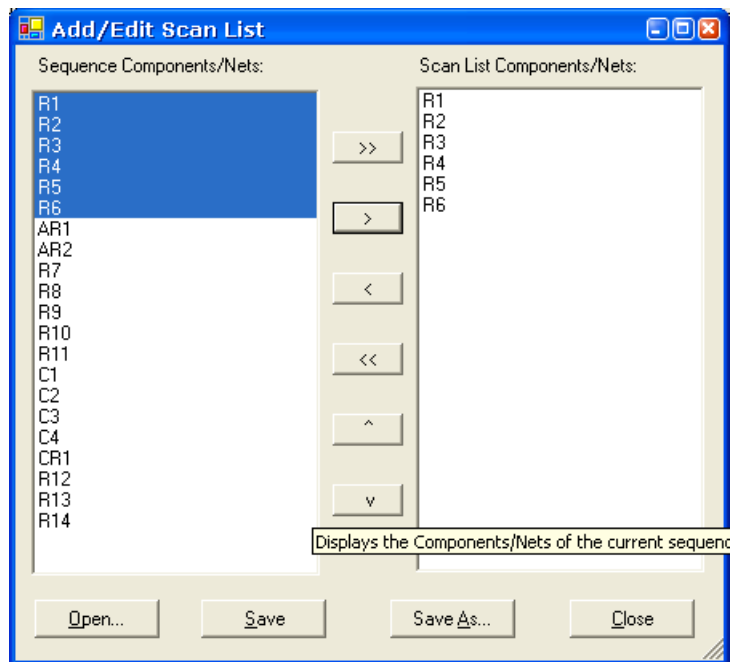 Add/Edit Scan List
Sequence Components/Nets:
R1
R2
R3
R4
R5
R6
AR1
AR2
R7
R8
R9
R10
R11
C1
C2
C3
C4
CR1
R12
R13
R14
>>
>
<
<<
^
v
Scan List Components/Nets:
R1
R2
R3
R4
R5
R6
Displays the Components/Nets of the current sequenc
Open...
Save
Save As...
Close